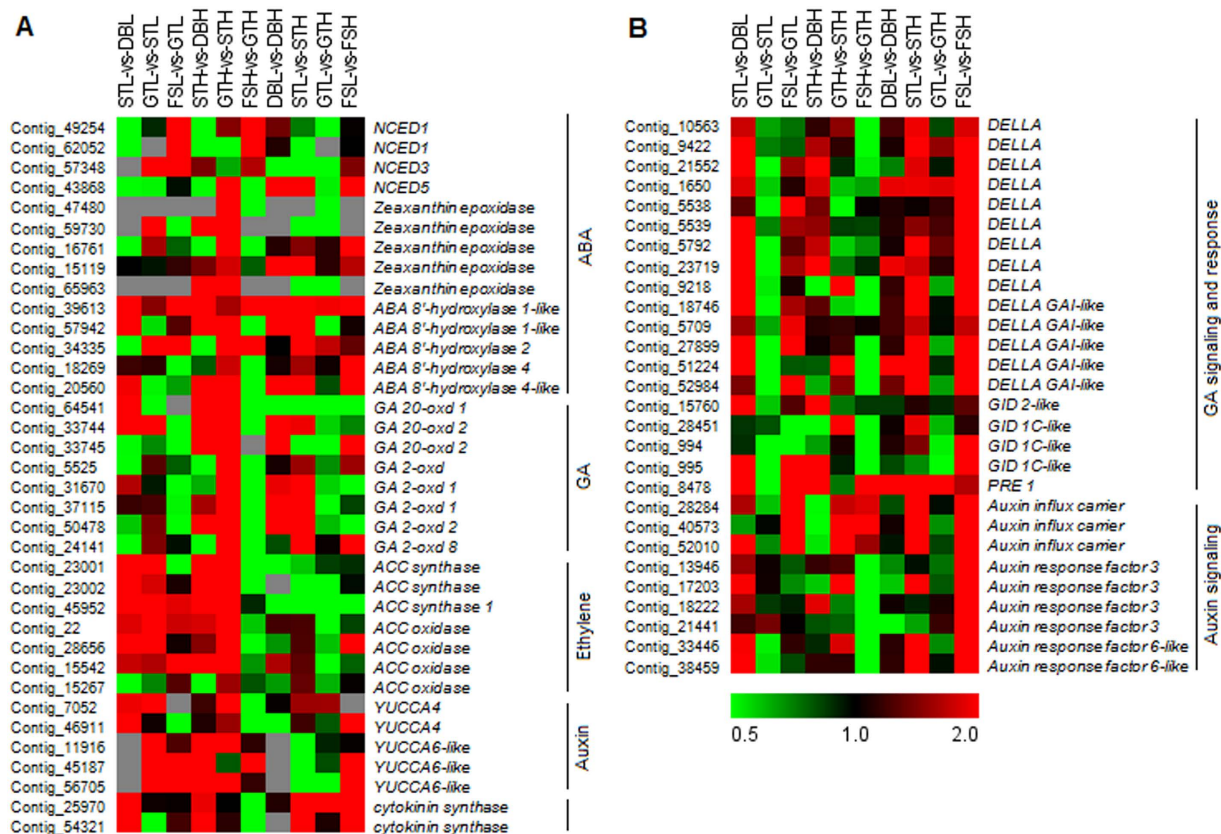 A
STL-vs-DBL
GTL-vs-STL
FSL-vs-GTL
STH-vs-DBH
GTH-vs-STH
FSH-vs-GTH
DBL-vs-DBH
STL-vs-STH
GTL-vs-GTH
FSL-vs-FSH
Contig_49254 NCED1
Contig_62052 NCED1
Contig_57348 NCED3
Contig_43868 NCED5
Contig_47480 Zeaxanthin epoxidase
Contig_59730 Zeaxanthin epoxidase
Contig_16761 Zeaxanthin epoxidase
Contig_15119 Zeaxanthin epoxidase
Contig_65963 Zeaxanthin epoxidase
Contig_39613 ABA 8'-hydroxylase 1-like
Contig_57942 ABA 8'-hydroxylase 1-like
Contig_34335 ABA 8'-hydroxylase 2
Contig_18269 ABA 8'-hydroxylase 4
Contig_20560 ABA 8'-hydroxylase 4-like
Contig_64541 GA 20-oxd 1
Contig_33744 GA 20-oxd 2
Contig_33745 GA 20-oxd 2
Contig_5525 GA 2-oxd
Contig_31670 GA 2-oxd 1
Contig_37115 GA 2-oxd 1
Contig_50478 GA 2-oxd 2
Contig_24141 GA 2-oxd 8
Contig_23001 ACC synthase
Contig_23002 ACC synthase
Contig_45952 ACC synthase 1
Contig_22 ACC oxidase
Contig_28656 ACC oxidase
Contig_15542 ACC oxidase
Contig_15267 ACC oxidase
Contig_7052 YUCCA4
Contig_46911 YUCCA4
Contig_11916 YUCCA6-like
Contig_45187 YUCCA6-like
Contig_56705 YUCCA6-like
Contig_25970 cytokinin synthase
Contig_54321 cytokinin synthase
ABA
GA
Ethylene
Auxin
B
STL-vs-DBL
GTL-vs-STL
FSL-vs-GTL
STH-vs-DBH
GTH-vs-STH
FSH-vs-GTH
DBL-vs-DBH
STL-vs-STH
GTL-vs-GTH
FSL-vs-FSH
Contig_10563 DELLA
Contig_9422 DELLA
Contig_21552 DELLA
Contig_1650 DELLA
Contig_5538 DELLA
Contig_5539 DELLA
Contig_5792 DELLA
Contig_23719 DELLA
Contig_9218 DELLA
Contig_18746 DELLA GAI-like
Contig_5709 DELLA GAI-like
Contig_27899 DELLA GAI-like
Contig_51224 DELLA GAI-like
Contig_52984 DELLA GAI-like
Contig_15760 GID 2-like
Contig_28451 GID 1C-like
Contig_994 GID 1C-like
Contig_995 GID 1C-like
Contig_8478 PRE 1
Contig_28284 Auxin influx carrier
Contig_40573 Auxin influx carrier
Contig_52010 Auxin influx carrier
Contig_13946 Auxin response factor 3
Contig_17203 Auxin response factor 3
Contig_18222 Auxin response factor 3
Contig_21441 Auxin response factor 3
Contig_33446 Auxin response factor 6-like
Contig_38459 Auxin response factor 6-like
GA signaling and response
Auxin signaling
0.5 1.0 2.0